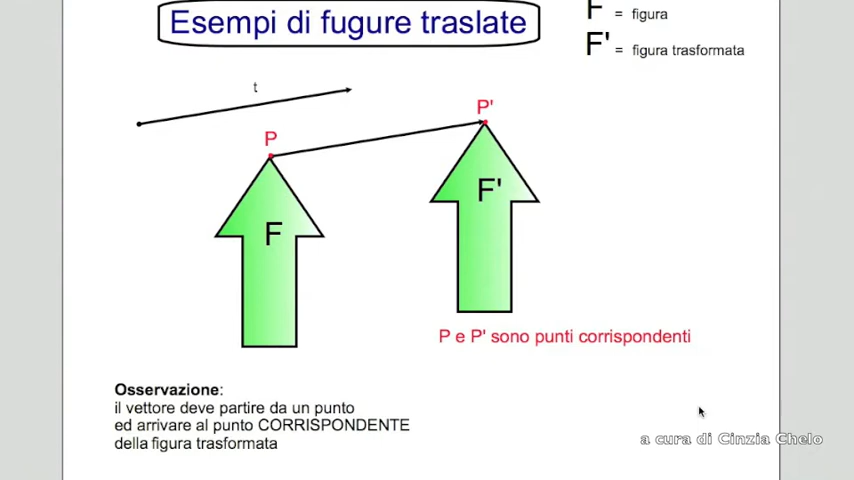 Esempi di fugure traslate
F = figura
F' = figura trasformata
t
P
P'
F
F'
P e P' sono punti corrispondenti
Osservazione:
il vettore deve partire da un punto
ed arrivare al punto CORRISPONDENTE
della figura trasformata
a cura di Cinzia Chelo